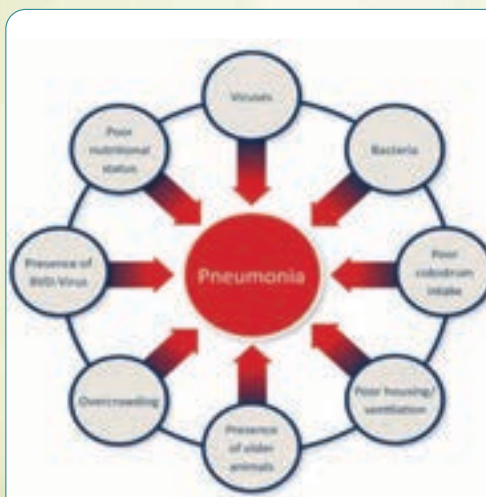 Viruses
Bacteria
Poor
colostrum
intake
Poor housing/
ventilation
Presence
of older
animals
Overcrowding
Presence of
BVD Virus
Poor
nutritional
status
Pneumonia